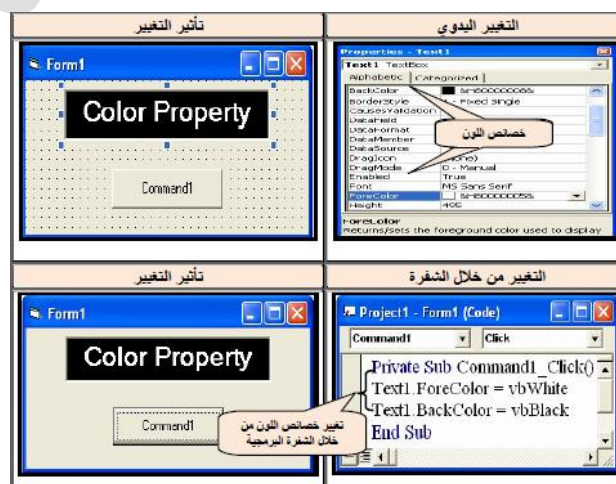 التغيير اليدوي
تأثير التغيير
Properties - Text1
Text1 TextBox
Alphabetic Categorized
BackColor &H80000008&
BorderStyle 1 - Fixed Single
CausesValidation
DataField
DataFormat
DataMember
DataSource
DragIcon (None)
DragMode 0 - Manual
Enabled True
Font MS Sans Serif
ForeColor &H80000005&
Height 495
ForeColor
Returns/sets the foreground color used to display
خصائص اللون
Form1
Color Property
Command1
التغيير من خلال الشفرة
تأثير التغيير
Project1 - Form1 (Code)
Command1 Click
Private Sub Command1_Click()
Text1.ForeColor = vbWhite
Text1.BackColor = vbBlack
End Sub
تغيير خصائص اللون من
خلال الشفرة البرمجية
Form1
Color Property
Command1